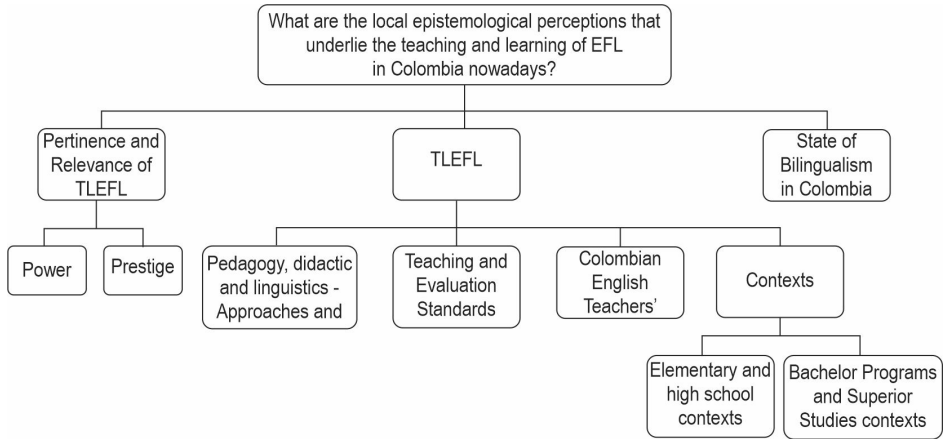 What are the local epistemological perceptions that
underlie the teaching and learning of EFL
in Colombia nowadays?
Pertinence and
Relevance of
TLEFL
TLEFL
State of
Bilingualism
in Colombia
Power
Prestige
Pedagogy, didactic
and linguistics -
Approaches and
Teaching and
Evaluation
Standards
Colombian
English
Teachers'
Contexts
Elementary and
high school
contexts
Bachelor Programs
and Superior
Studies contexts